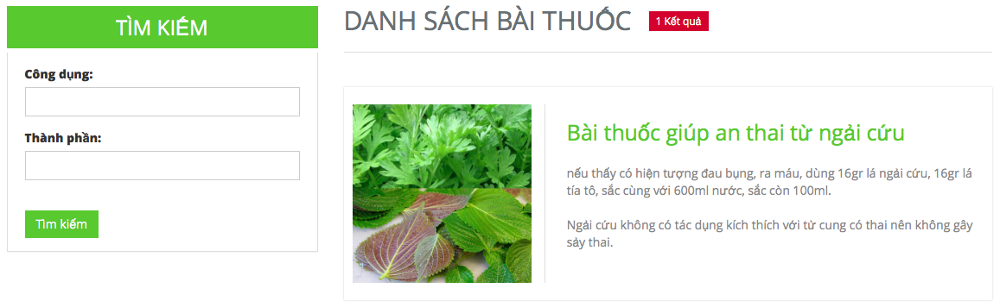 TÌM KIẾM
Công dụng:
Thành phần:
Tìm kiếm
DANH SÁCH BÀI THUỐC
1 Kết quả
Bài thuốc giúp an thai từ ngải cứu
nếu thấy có hiện tượng đau bụng, ra máu, dùng 16gr lá ngải cứu, 16gr lá
tía tô, sắc cùng với 600ml nước, sắc còn 100ml.
Ngải cứu không có tác dụng kích thích với tử cung có thai nên không gây
sảy thai.